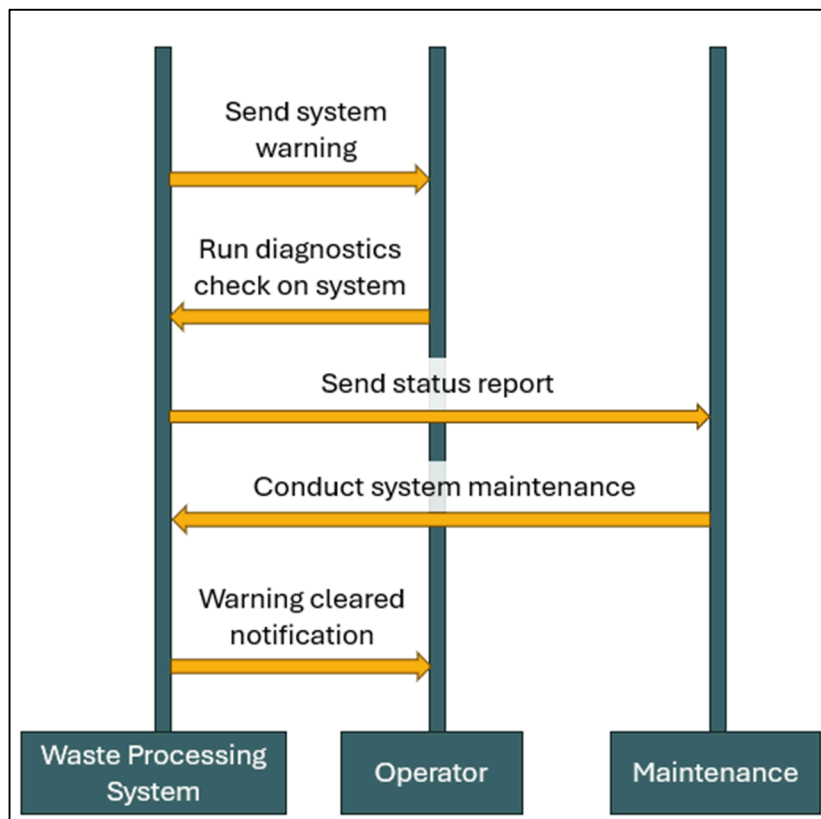 Send system
warning
Run diagnostics
check on system
Send status report
Conduct system maintenance
Warning cleared
notification
Waste Processing
System
Operator
Maintenance